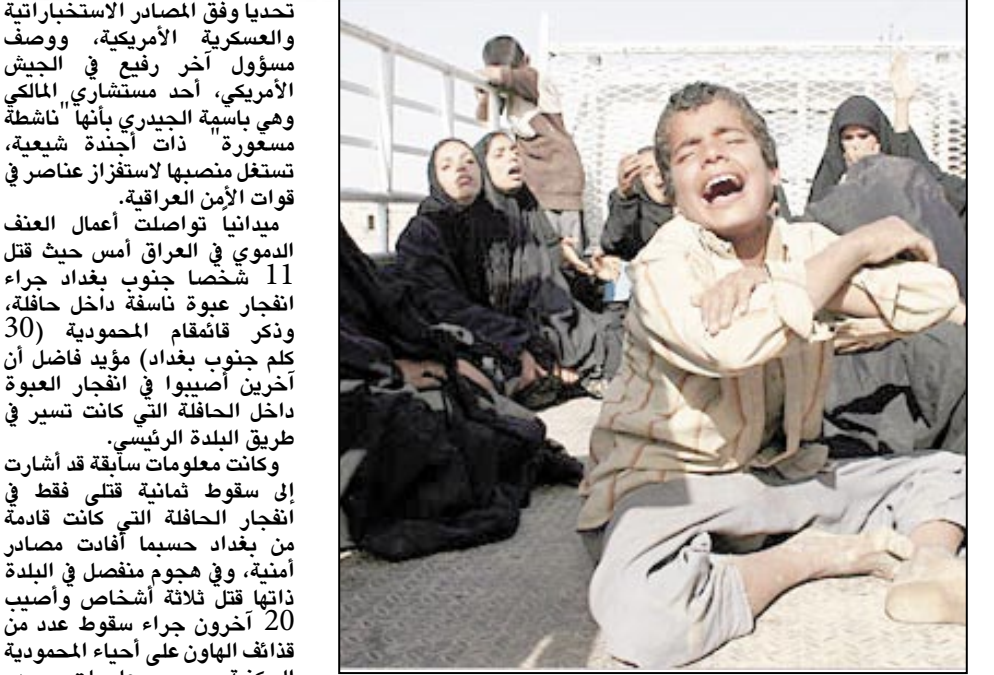 تحديا وفق المصادر الاستخباراتية
والعسكرية الأمريكية، ووصف
مسؤول آخر رفيع في الجيش
الأمريكي، أحد مستشاري المالكي
وهي باسمة الجيدري بأنها "ناشطة
مسعورة" ذات أجندة شيعية،
تستغل منصبها لاستفزاز عناصر في
قوات الأمن العراقية.
ميدانياً تواصلت أعمال العنف
الدموي في العراق أمس حيث قتل
11 شخصا جنوب بغداد جراء
انفجار عبوة ناسفة داخل حافلة،
وذكر قائمقام المحمودية (30
كلم جنوب بغداد) مؤيد فاضل أن
آخرين أصيبوا في انفجار العبوة
داخل الحافلة التي كانت تسير في
طريق البلدة الرئيسي.
وكانت معلومات سابقة قد أشارت
إلى سقوط ثمانية قتلى فقط في
انفجار الحافلة التي كانت قادمة
من بغداد حسبما أفادت مصادر
أمنية، وفي هجوم منفصل في البلدة
ذاتها قتل ثلاثة أشخاص وأصيب
20 آخرون جراء سقوط عدد من
قذائف الهاون على أحياء المحمودية